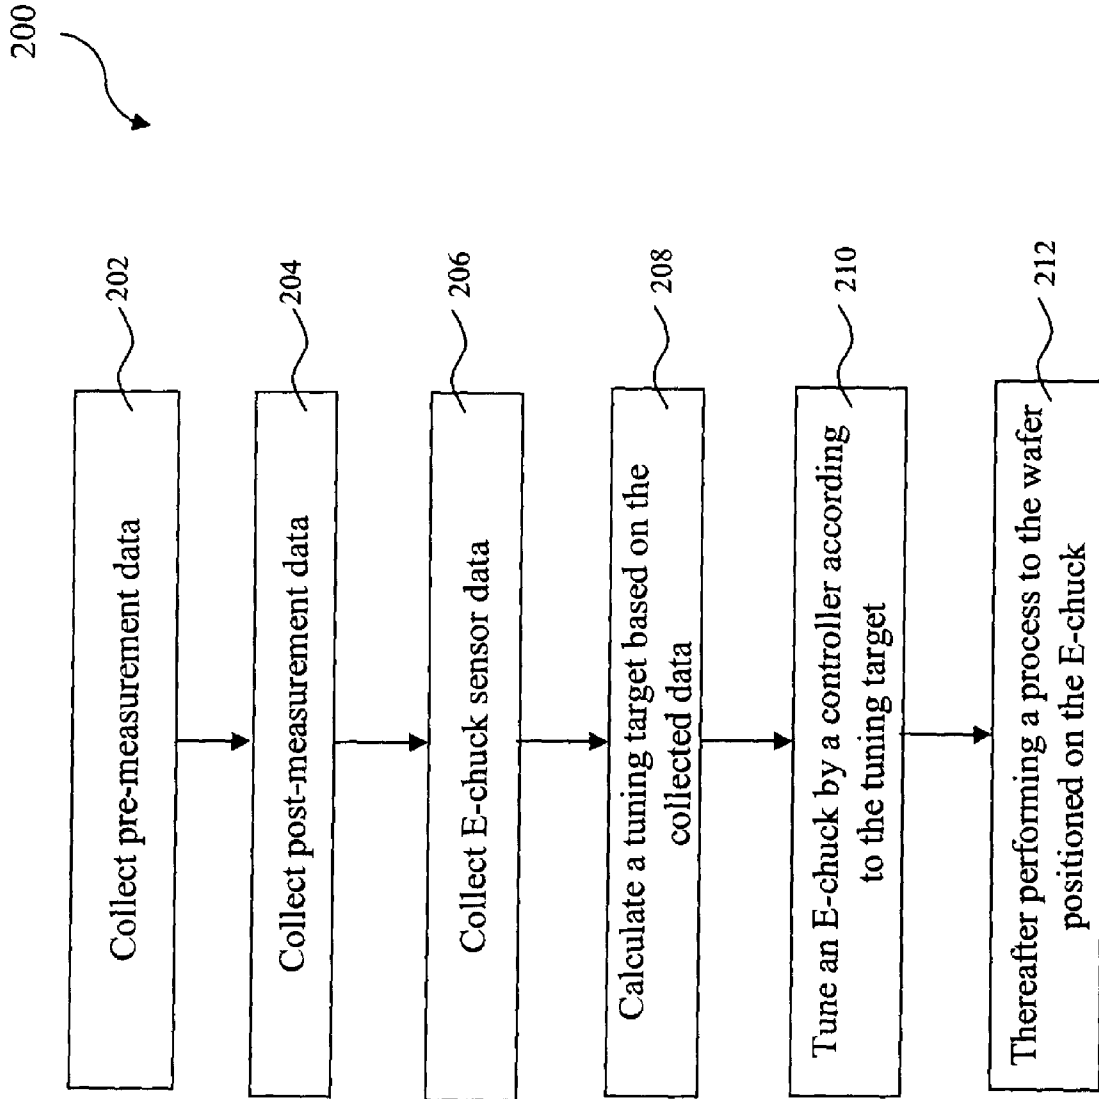 200
Collect pre-measurement data
202
Collect post-measurement data
204
Collect E-chuck sensor data
206
Calculate a tuning target based on the
collected data
208
Tune an E-chuck by a controller according
to the tuning target
210
Thereafter performing a process to the wafer
positioned on the E-chuck
212